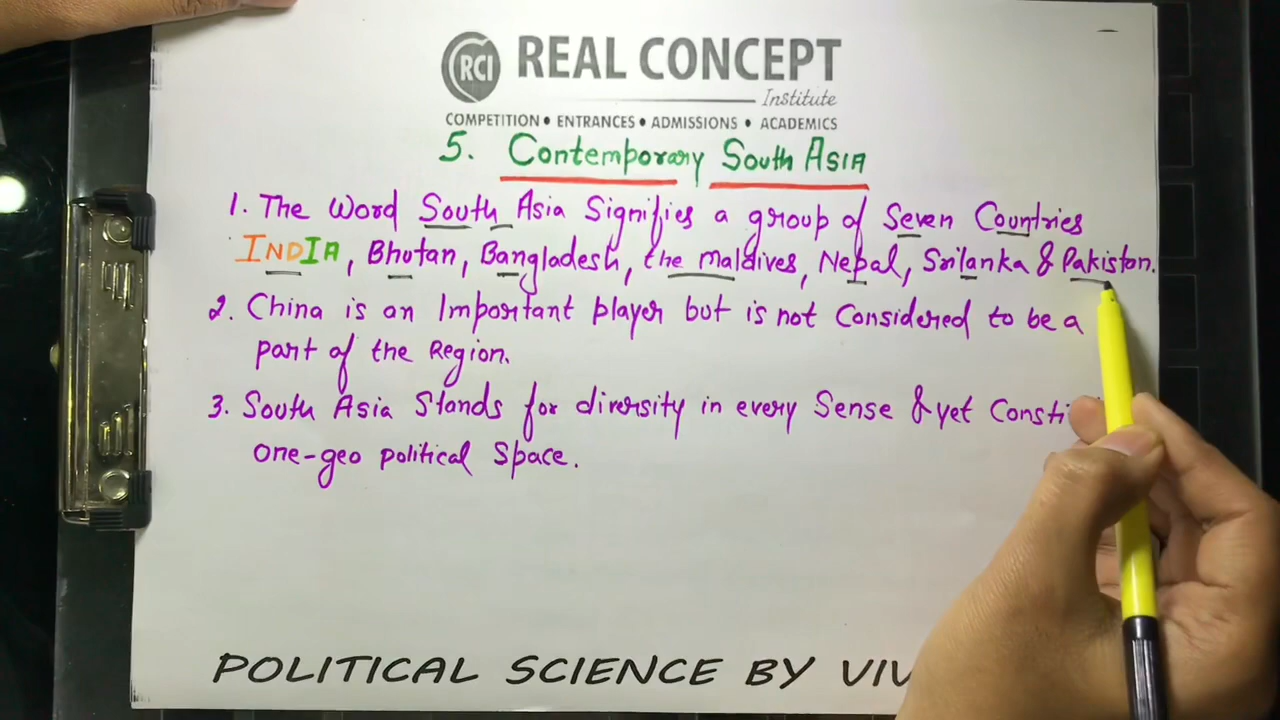 RCI REAL CONCEPT
Institute
COMPETITION • ENTRANCES • ADMISSIONS • ACADEMICS
5. Contemporary South ASIA
1. The Word South Asia Signifies a group of Seven Countries
INDIA, Bhutan, Bangladesh, the maldives, Nepal, Srilanka & Pakistan.
2. China is an Important player but is not Considered to be a
part of the Region.
3. South Asia Stands for diversity in every Sense & yet Consti
one-geo political Space.
POLITICAL SCIENCE BY VIV